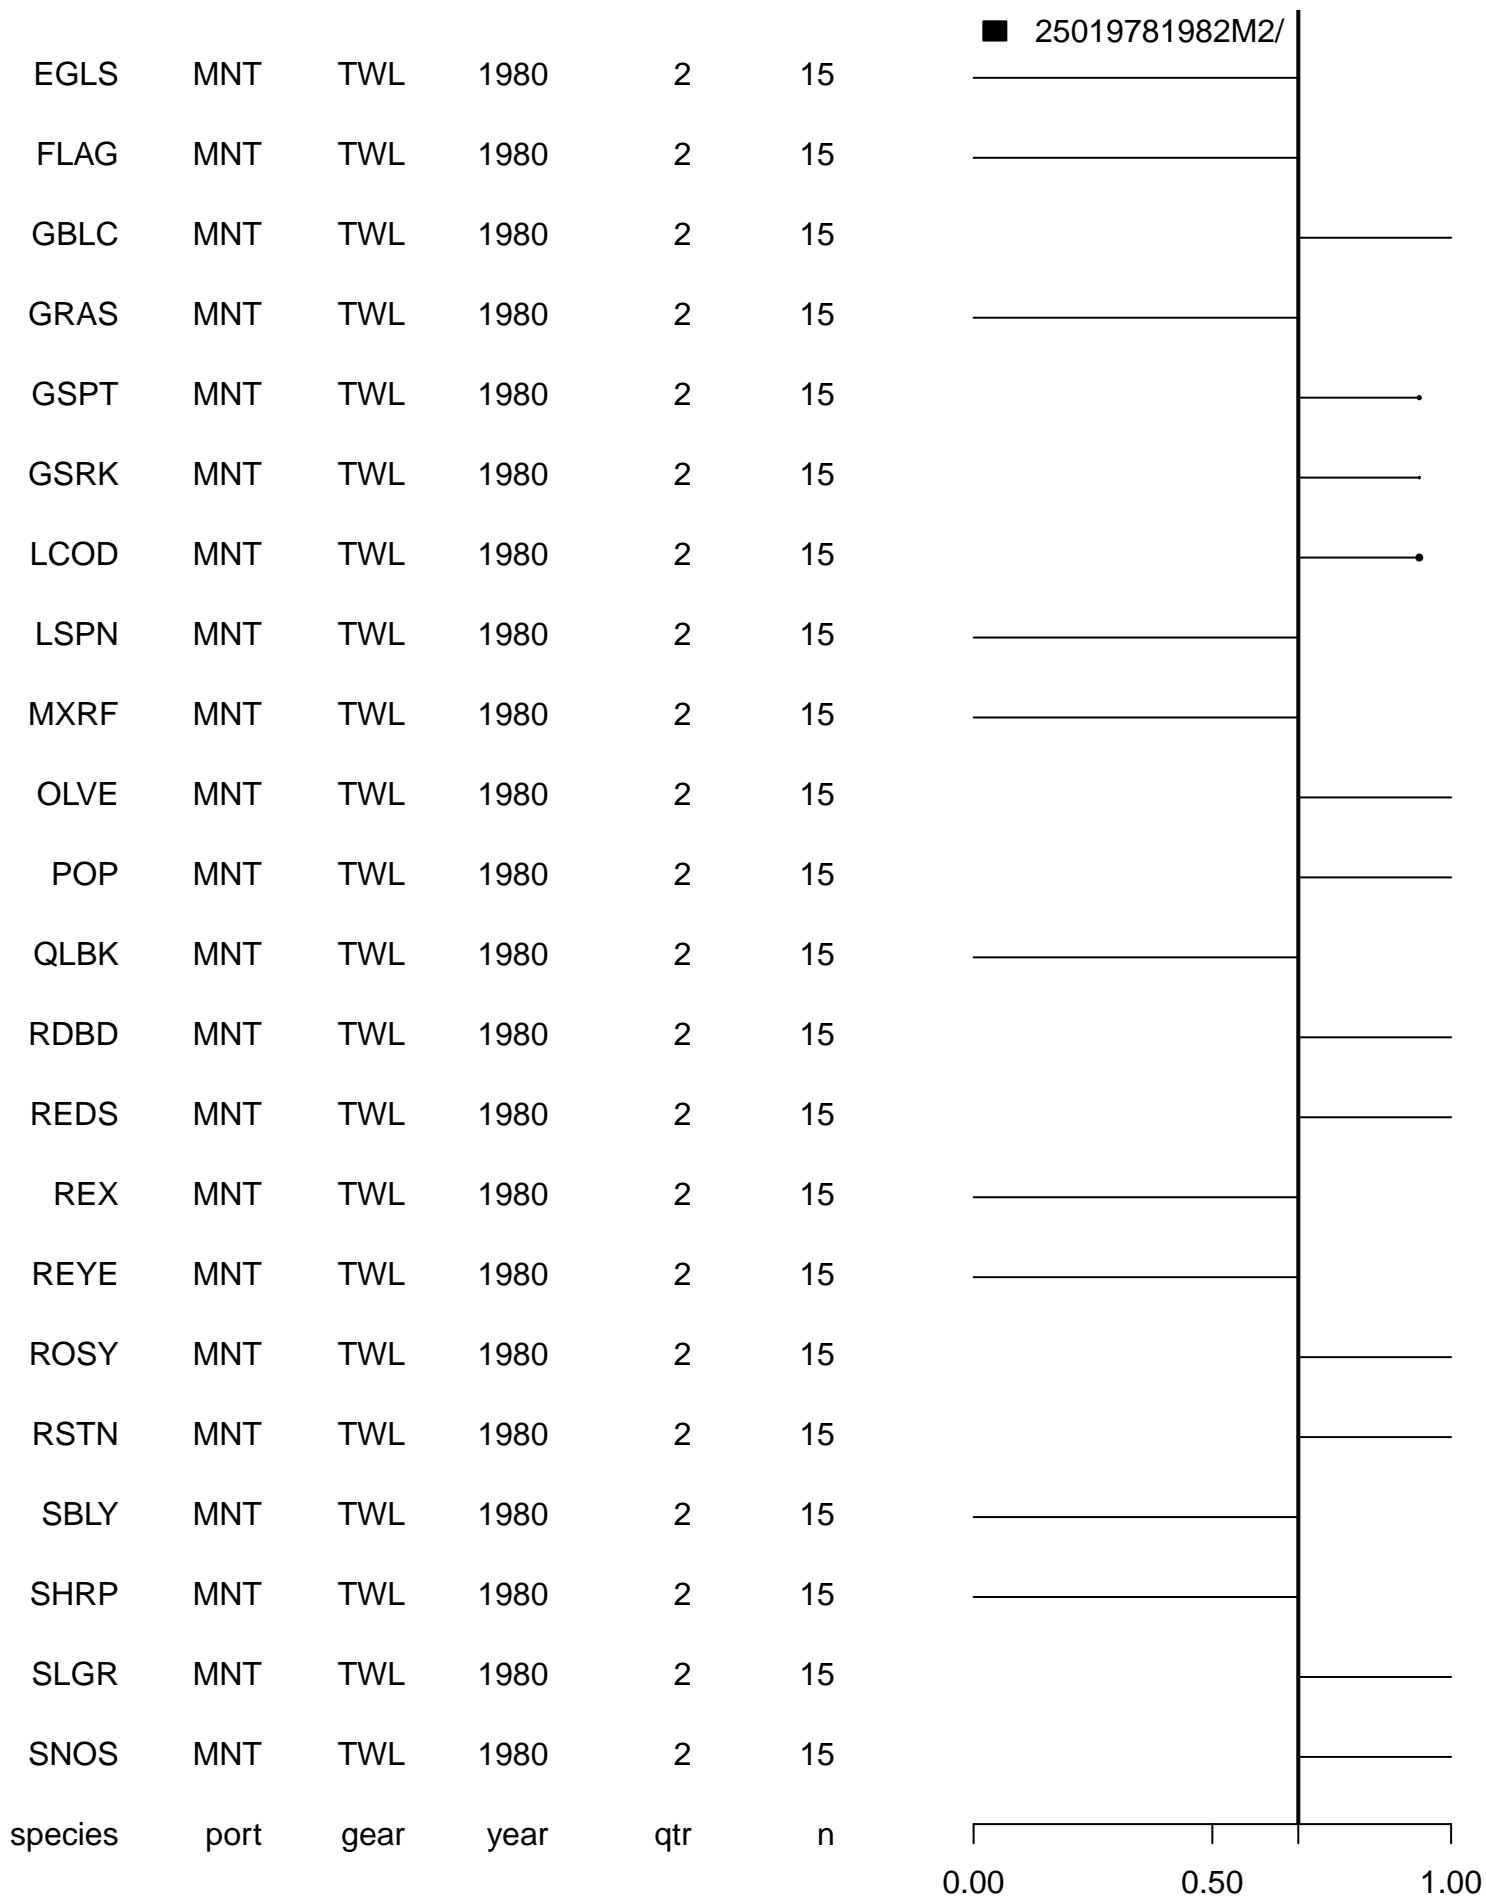 25019781982M2/
EGLS MNT TWL 1980 2 15
FLAG MNT TWL 1980 2 15
GBLC MNT TWL 1980 2 15
GRAS MNT TWL 1980 2 15
GSPT MNT TWL 1980 2 15
GSRK MNT TWL 1980 2 15
LCOD MNT TWL 1980 2 15
LSPN MNT TWL 1980 2 15
MXRF MNT TWL 1980 2 15
OLVE MNT TWL 1980 2 15
POP MNT TWL 1980 2 15
QLBK MNT TWL 1980 2 15
RDBD MNT TWL 1980 2 15
REDS MNT TWL 1980 2 15
REX MNT TWL 1980 2 15
REYE MNT TWL 1980 2 15
ROSY MNT TWL 1980 2 15
RSTN MNT TWL 1980 2 15
SBLY MNT TWL 1980 2 15
SHRP MNT TWL 1980 2 15
SLGR MNT TWL 1980 2 15
SNOS MNT TWL 1980 2 15
species port gear year qtr n
0.00 0.50 1.00